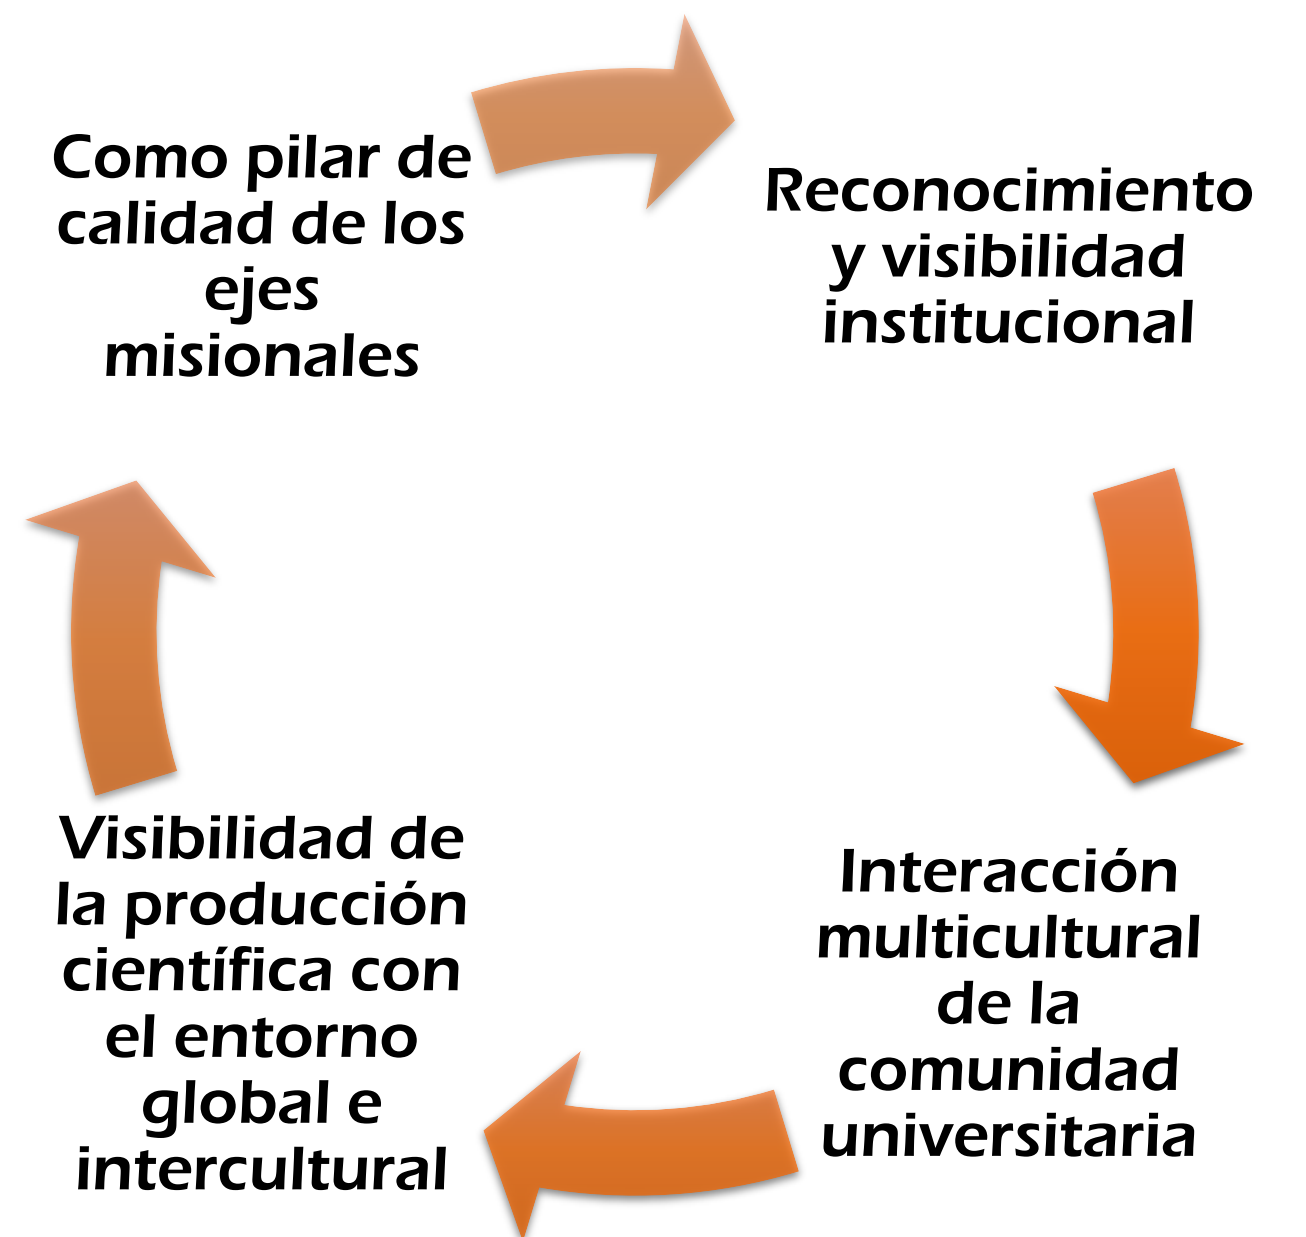 Como pilar de
calidad de los
ejes
misionales
Reconocimiento
y visibilidad
institucional
Interacción
multicultural
de la
comunidad
universitaria
Visibilidad de
la producción
científica con
el entorno
global e
intercultural